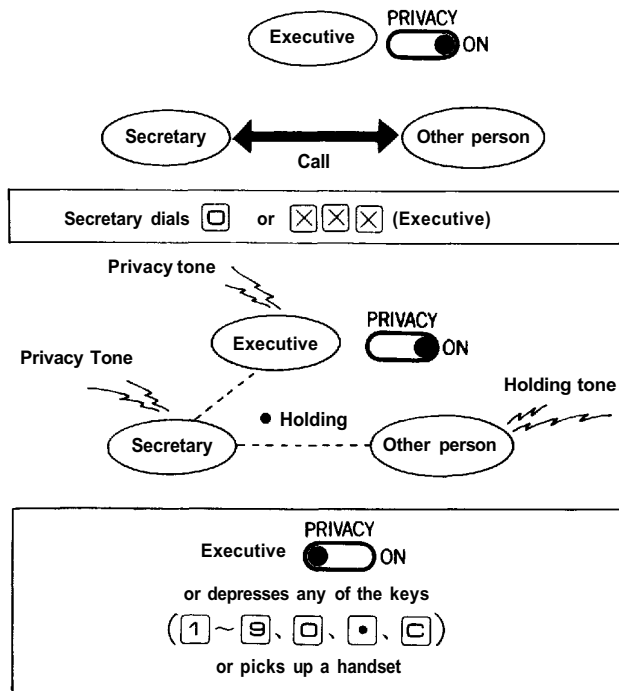 PRIVACY
Executive ON
Secretary Other person
Call
Secretary dials 0 or X X X (Executive)
Privacy tone
PRIVACY
Executive ON
Privacy Tone
Holding tone
● Holding
Secretary Other person
PRIVACY
Executive ON
or depresses any of the keys
(1 ~ 9、0、•、C)
or picks up a handset